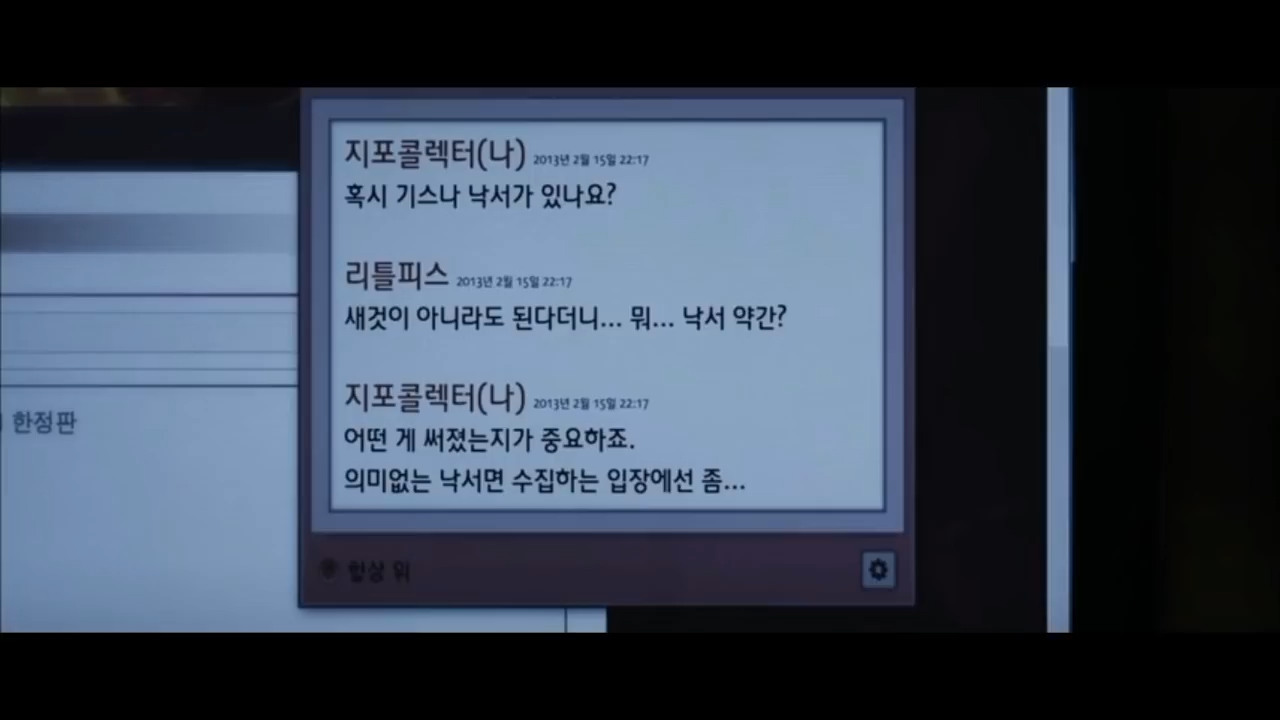 지포콜렉터(나) 2013년 2월 15일 22:17
혹시 기스나 낙서가 있나요?
리틀피스 2013년 2월 15일 22:17
새것이 아니라도 된다더니... 뭐... 낙서 약간?
지포콜렉터(나) 2013년 2월 15일 22:17
어떤 게 써졌는지가 중요하죠.
의미없는 낙서면 수집하는 입장에선 좀...
한정판
항상 위